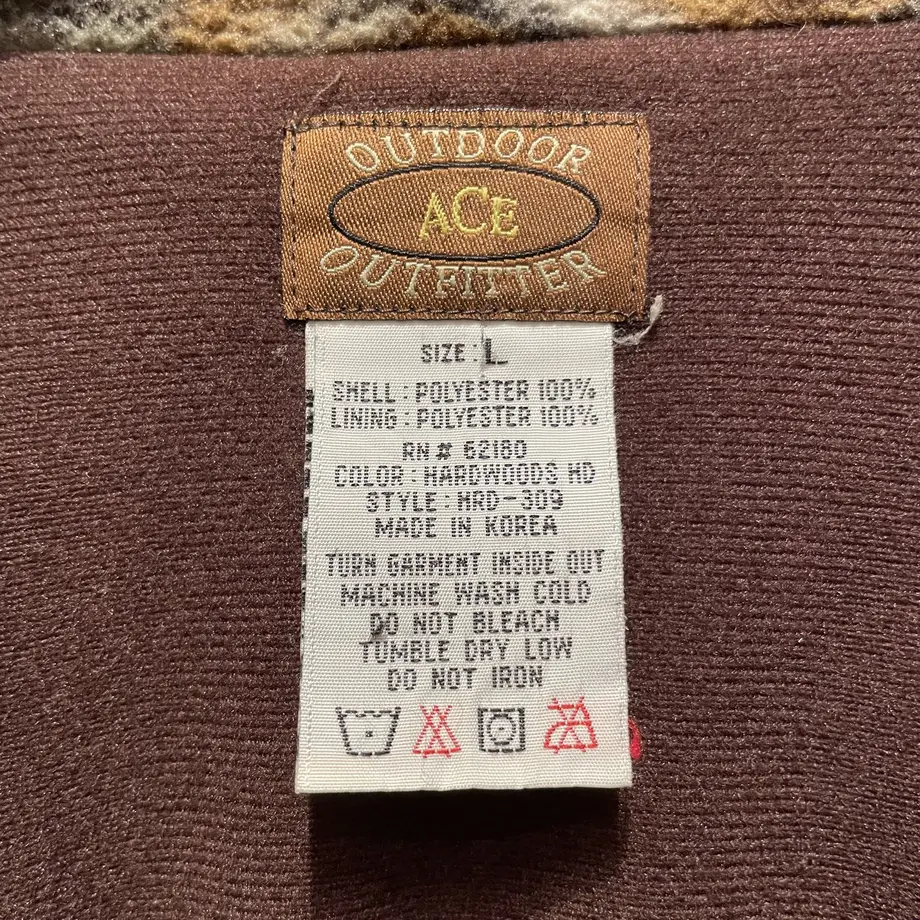 OUTDOOR
ACE
OUTFITTER
SIZE : L
SHELL : POLYESTER 100%
LINING : POLYESTER 100%
RN # 62180
COLOR : HARDWOODS HD
STYLE : HRD-309
MADE IN KOREA
TURN GARMENT INSIDE OUT
MACHINE WASH COLD
DO NOT BLEACH
TUMBLE DRY LOW
DO NOT IRON